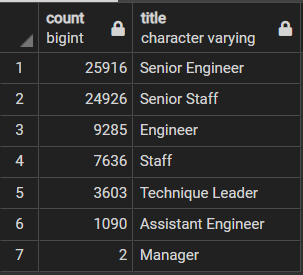 count title
bigint character varying
1 25916 Senior Engineer
2 24926 Senior Staff
3 9285 Engineer
4 7636 Staff
5 3603 Technique Leader
6 1090 Assistant Engineer
7 2 Manager